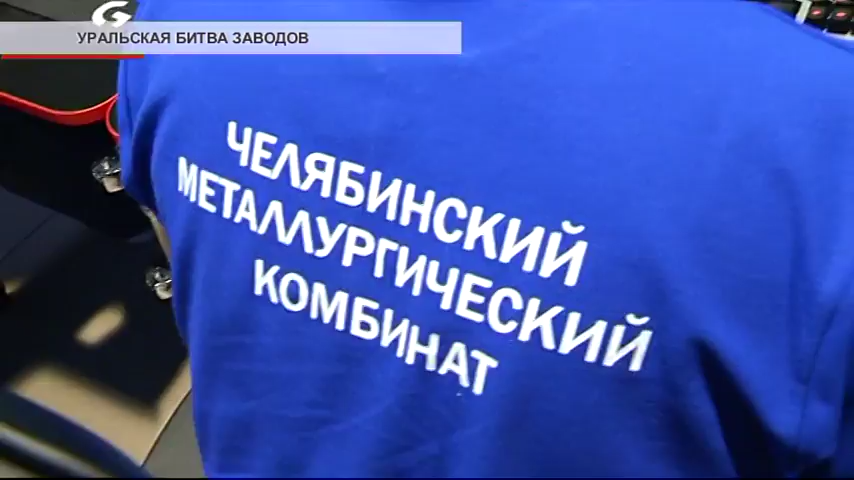 G
УРАЛЬСКАЯ БИТВА ЗАВОДОВ
ЧЕЛЯБИНСКИЙ
МЕТАЛЛУРГИЧЕСКИЙ
КОМБИНАТ